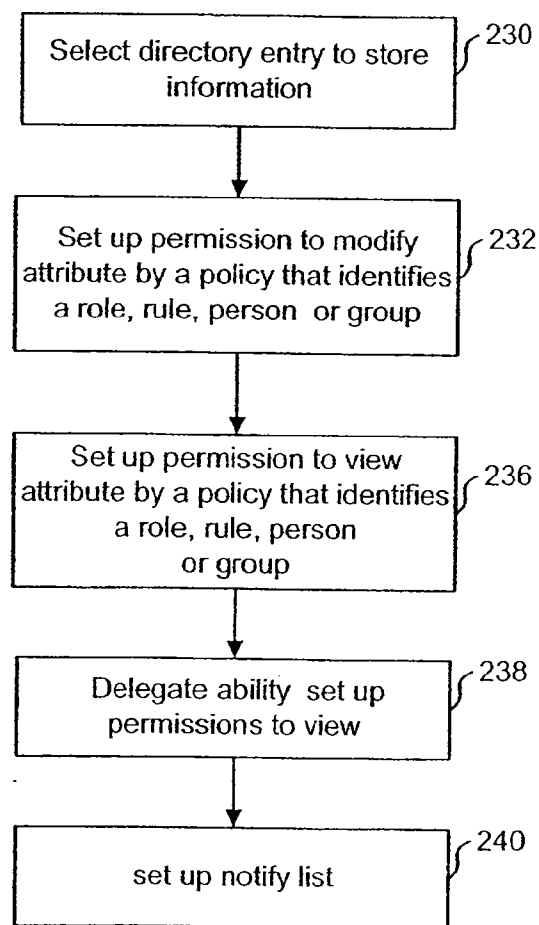 Select directory entry to store
information
230
Set up permission to modify
attribute by a policy that identifies
a role, rule, person or group
232
Set up permission to view
attribute by a policy that identifies
a role, rule, person
or group
236
Delegate ability set up
permissions to view
238
set up notify list
240